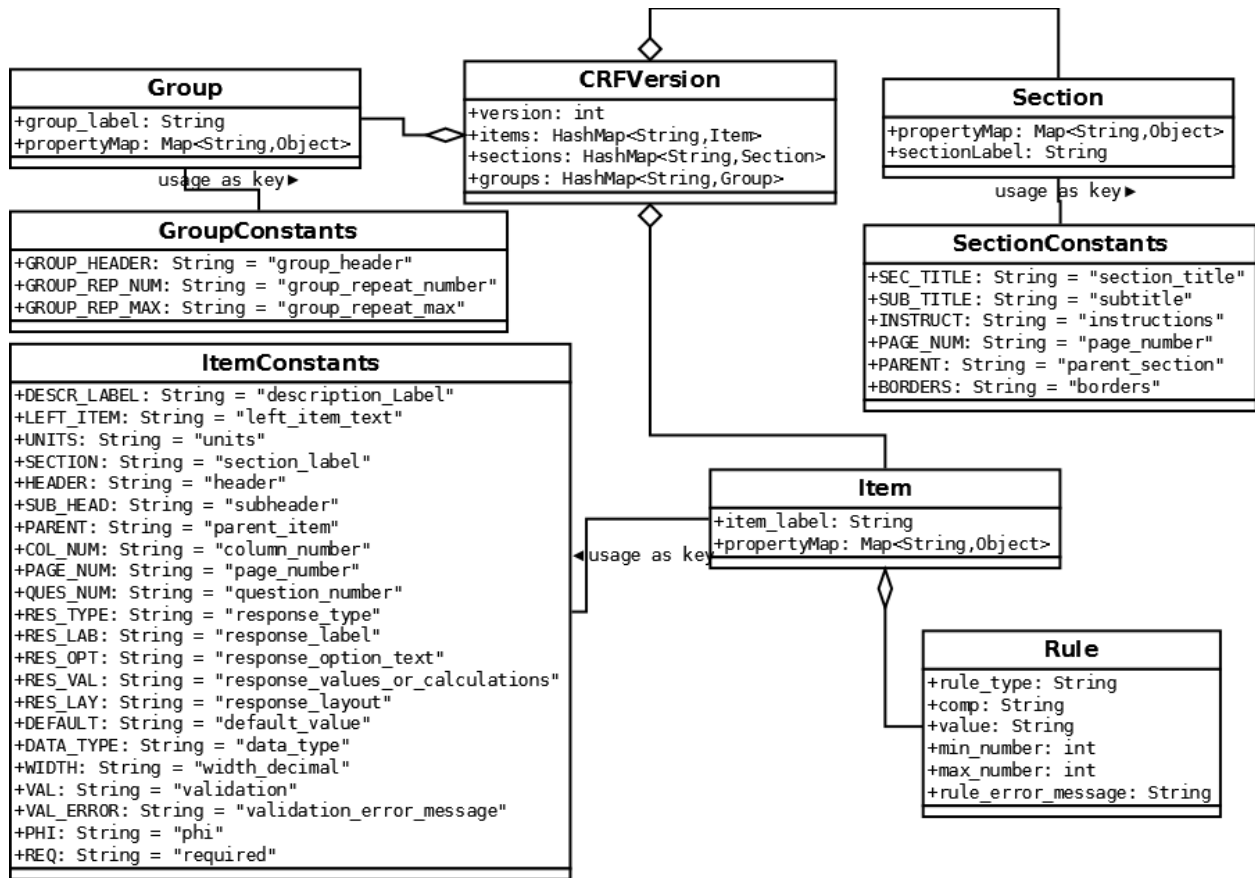 Group
+group_label: String
+propertyMap: Map<String,Object>
usage as key►
CRFVersion
+version: int
+items: HashMap<String,Item>
+sections: HashMap<String,Section>
+groups: HashMap<String,Group>
Section
+propertyMap: Map<String,Object>
+sectionLabel: String
usage as key►
GroupConstants
+GROUP_HEADER: String = "group_header"
+GROUP_REP_NUM: String = "group_repeat_number"
+GROUP_REP_MAX: String = "group_repeat_max"
SectionConstants
+SEC_TITLE: String = "section_title"
+SUB_TITLE: String = "subtitle"
+INSTRUCT: String = "instructions"
+PAGE_NUM: String = "page_number"
+PARENT: String = "parent_section"
+BORDERS: String = "borders"
ItemConstants
+DESCR_LABEL: String = "description_Label"
+LEFT_ITEM: String = "left_item_text"
+UNITS: String = "units"
+SECTION: String = "section_label"
+HEADER: String = "header"
+SUB_HEAD: String = "subheader"
+PARENT: String = "parent_item"
+COL_NUM: String = "column_number"
+PAGE_NUM: String = "page_number"
+QUES_NUM: String = "question_number"
+RES_TYPE: String = "response_type"
+RES_LAB: String = "response_label"
+RES_OPT: String = "response_option_text"
+RES_VAL: String = "response_values_or_calculations"
+RES_LAY: String = "response_layout"
+DEFAULT: String = "default_value"
+DATA_TYPE: String = "data_type"
+WIDTH: String = "width_decimal"
+VAL: String = "validation"
+VAL_ERROR: String = "validation_error_message"
+PHI: String = "phi"
+REQ: String = "required"
◄usage as key
Item
+item_label: String
+propertyMap: Map<String,Object>
Rule
+rule_type: String
+comp: String
+value: String
+min_number: int
+max_number: int
+rule_error_message: String